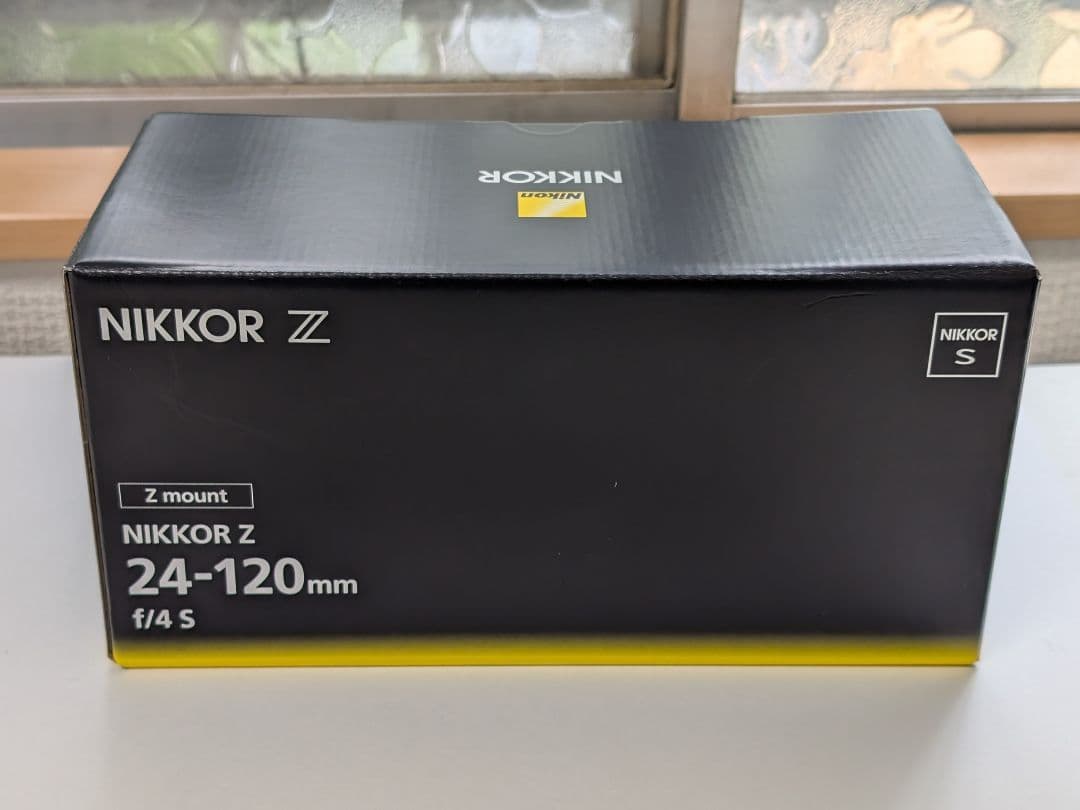 NIKKOR
Nikon
NIKKOR Z
NIKKOR
S
Z mount
NIKKOR Z
24-120mm
f/4 S